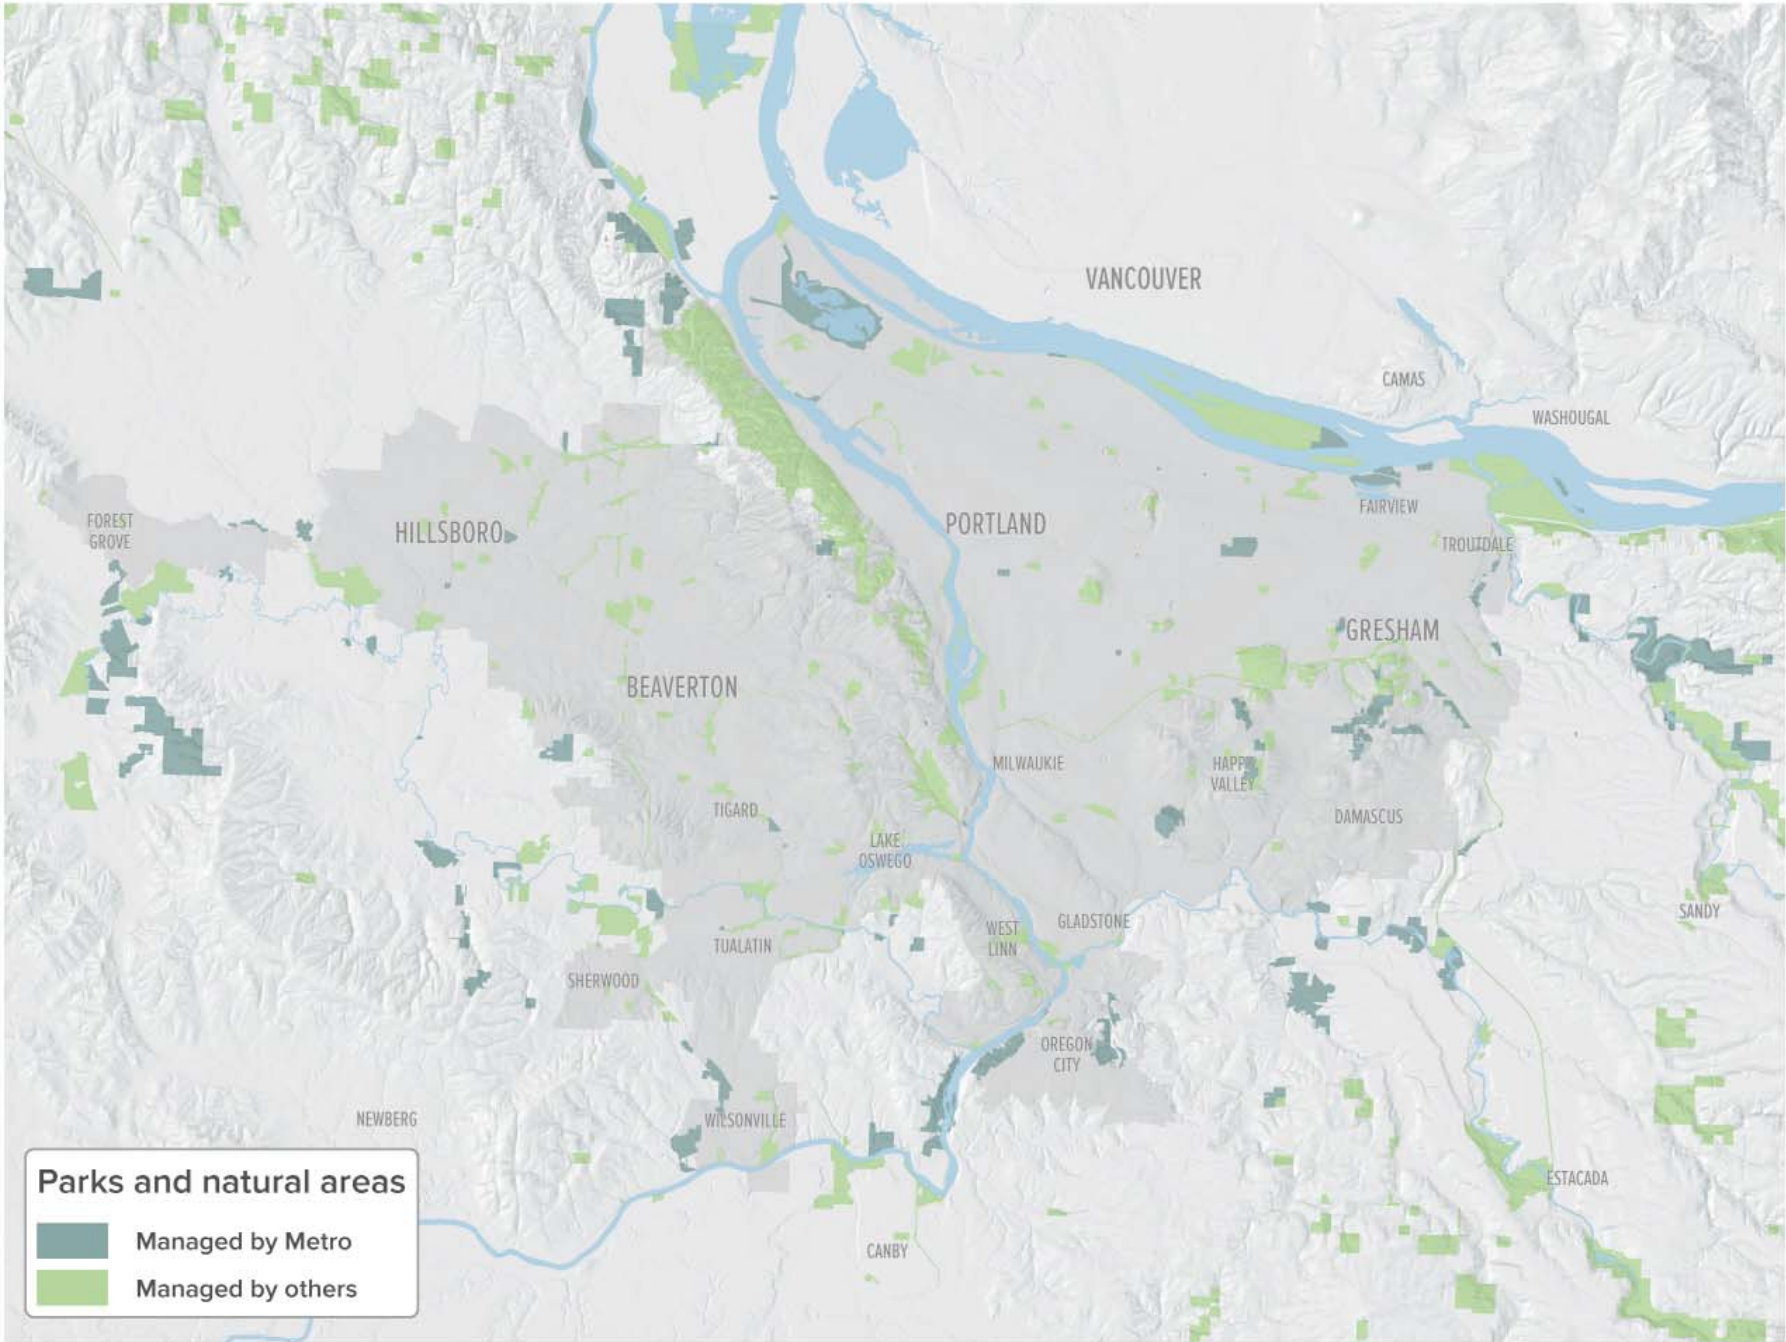 VANCOUVER
CAMAS
WASHOUGAL
FOREST
GROVE
HILLSBORO
PORTLAND
FAIRVIEW
TROUTDALE
GRESHAM
BEAVERTON
MILWAUKIE
HAPPY
VALLEY
TIGARD
DAMASCUS
LAKE
OSWEGO
SANDY
WEST
LINN
GLADSTONE
TUALATIN
SHERWOOD
OREGON
CITY
NEWBERG
WILSONVILLE
ESTACADA
CANBY
Parks and natural areas
Managed by Metro
Managed by others